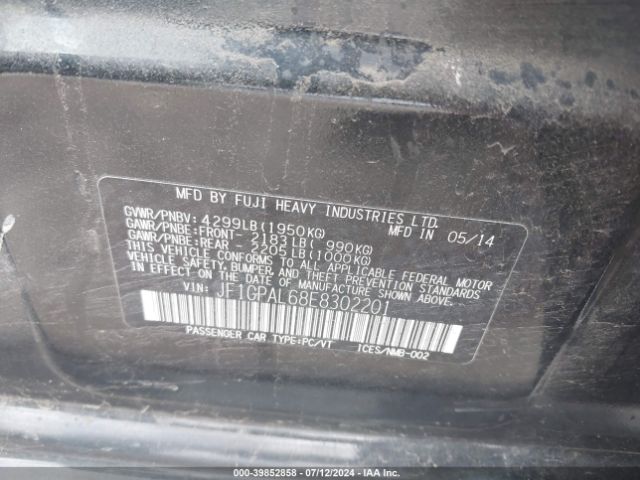 MFD BY FUJI HEAVY INDUSTRIES LTD.
GVWR/PNBV: 4299LB(1950KG) MFD IN 05/14
GAWR/PNBE: FRONT - 2183LB( 990KG)
GAWR/PNBE: REAR - 2205LB(1000KG)
THIS VEHICLE CONFORMS TO ALL APPLICABLE FEDERAL MOTOR
VEHICLE SAFETY, BUMPER, AND THEFT PREVENTION STANDARDS
IN EFFECT ON THE DATE OF MANUFACTURE SHOWN ABOVE.
VIN: JF1GPAL68E8302201
PASSENGER CAR TYPE:PC/VT ICES/NMB-002
000-39852858 - 07/12/2024 - IAA Inc.